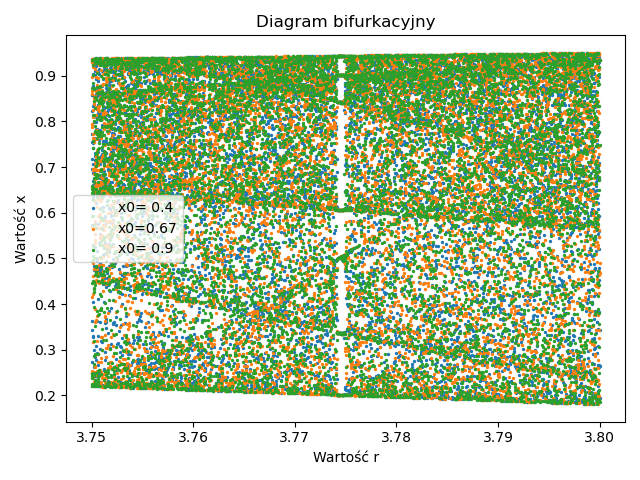 Diagram bifurkacyjny
Wartość x
0.9
0.8
0.7
0.6
0.5
0.4
0.3
0.2
x0= 0.4
x0=0.67
x0= 0.9
3.75
3.76
3.77
3.78
3.79
3.80
Wartość r